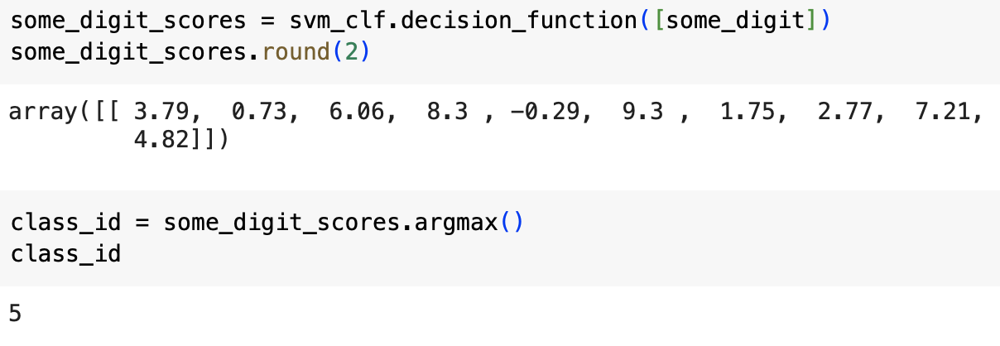 some_digit_scores = svm_clf.decision_function([some_digit])
some_digit_scores.round(2)
array([[ 3.79,  0.73,  6.06,  8.3 , -0.29,  9.3 ,  1.75,  2.77,  7.21,
         4.82]])
class_id = some_digit_scores.argmax()
class_id
5